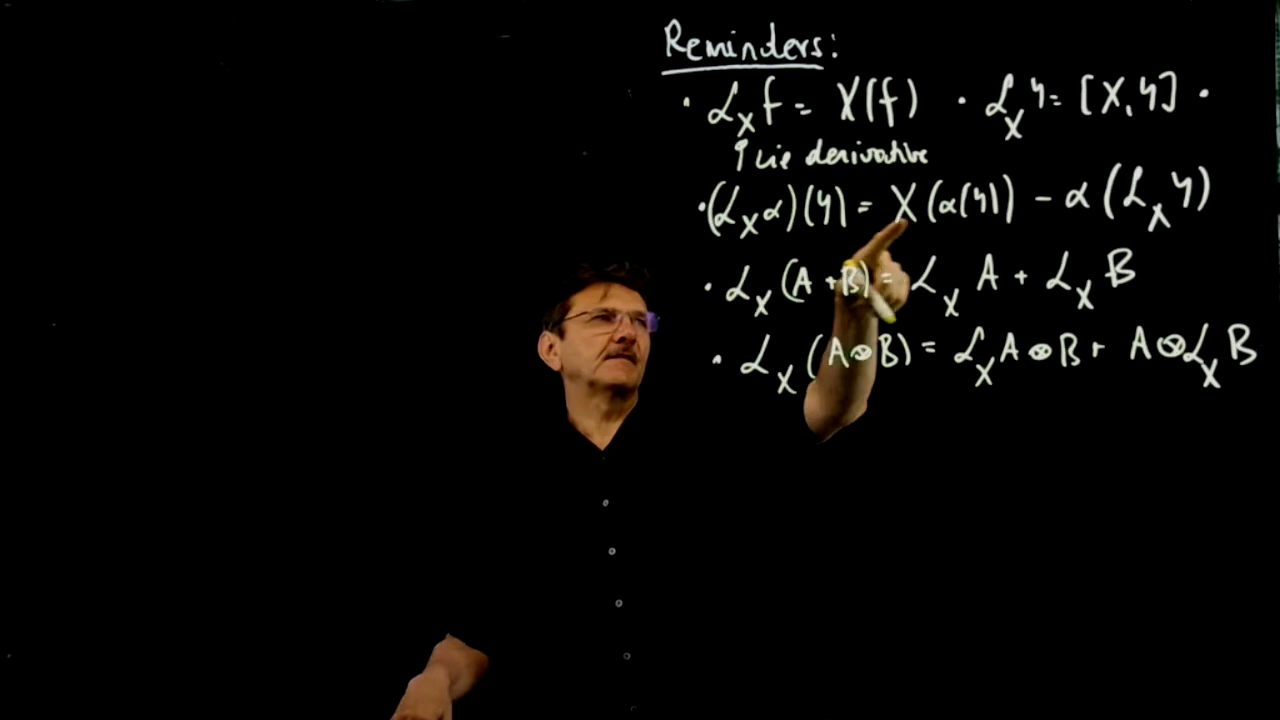 Reminders:
· ℒ_X f = X(f) · ℒ_X Y = [X, Y] ·
↑ Lie derivative
· (ℒ_X α)(Y) = X(α(Y)) − α(ℒ_X Y)
· ℒ_X (A + B) = ℒ_X A + ℒ_X B
· ℒ_X (A ⊗ B) = ℒ_X A ⊗ B + A ⊗ ℒ_X B